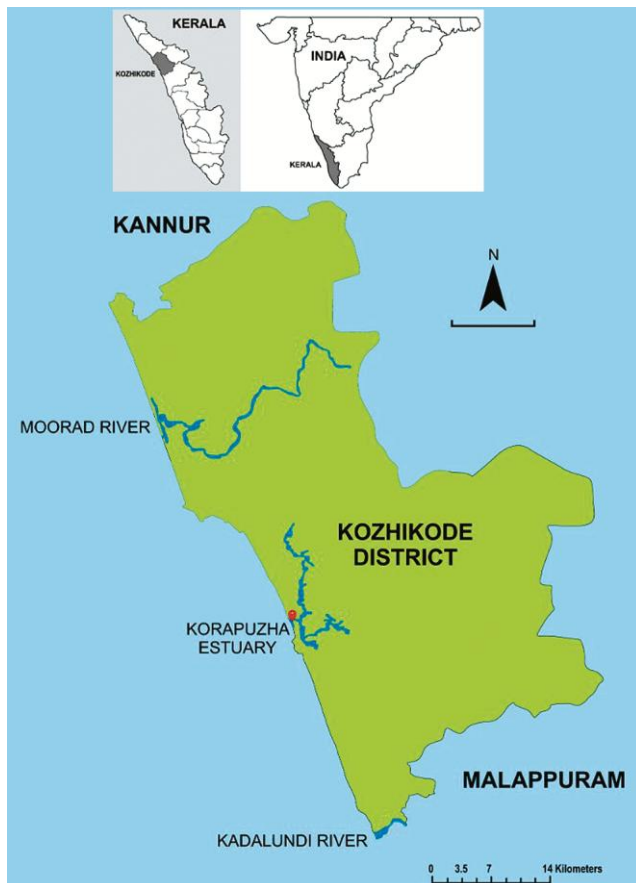 KERALA
KOZHIKODE
INDIA
KERALA
KANNUR
N
MOORAD RIVER
KOZHIKODE
DISTRICT
KORAPUZHA
ESTUARY
MALAPPURAM
KADALUNDI RIVER
0 3.5 7 14 Kilometers